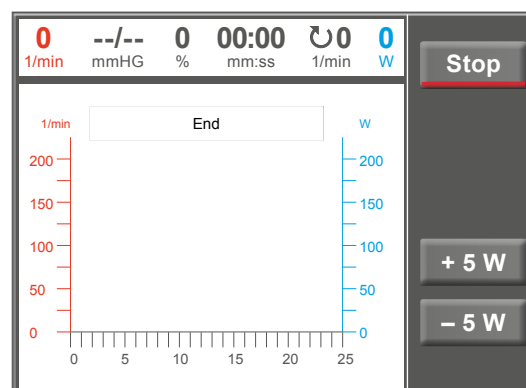 0 --/-- 0 00:00 ↻0 0
1/min mmHG % mm:ss 1/min W
Stop
End
1/min W
200 200
150 150
100 100
50 50
0 0
0 5 10 15 20 25
+ 5 W
– 5 W